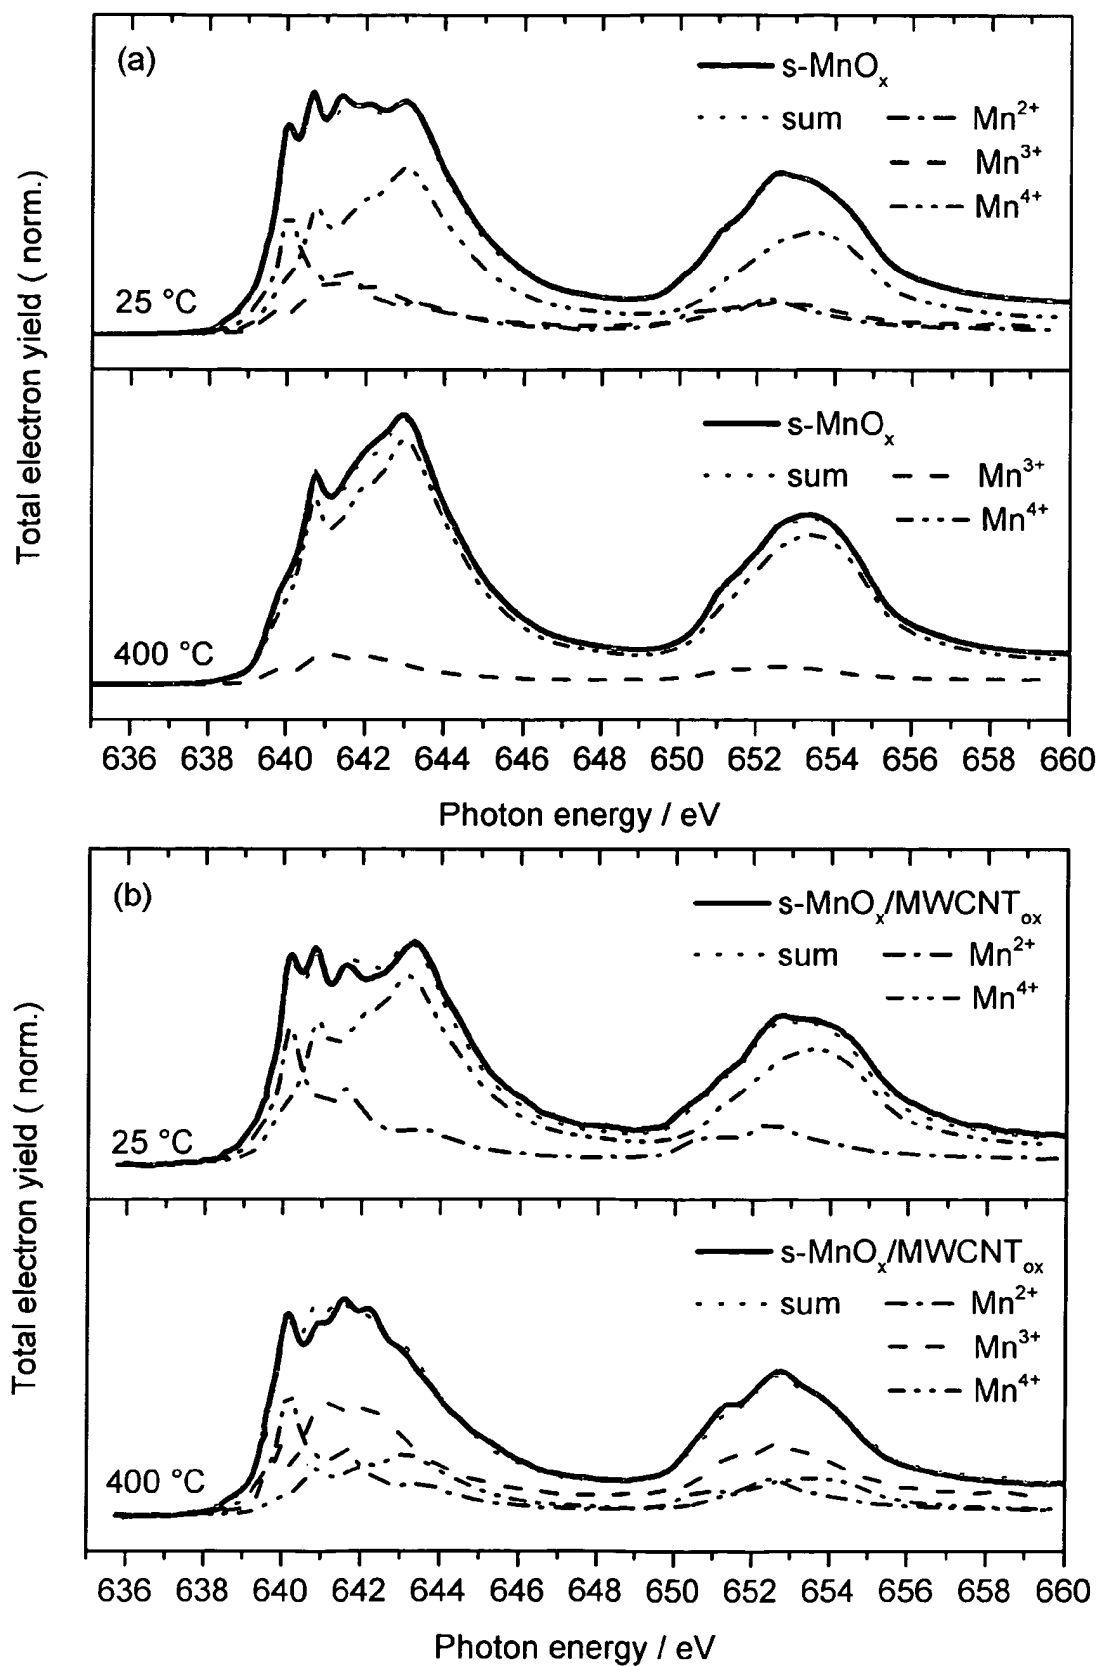 (a)
s-MnOₓ
sum Mn²⁺
Mn³⁺
Mn⁴⁺
25 °C
s-MnOₓ
sum Mn³⁺
Mn⁴⁺
400 °C
Total electron yield ( norm.)
636 638 640 642 644 646 648 650 652 654 656 658 660
Photon energy / eV
(b)
s-MnOₓ/MWCNTₒₓ
sum Mn²⁺
Mn⁴⁺
25 °C
s-MnOₓ/MWCNTₒₓ
sum Mn²⁺
Mn³⁺
Mn⁴⁺
400 °C
Total electron yield ( norm.)
636 638 640 642 644 646 648 650 652 654 656 658 660
Photon energy / eV